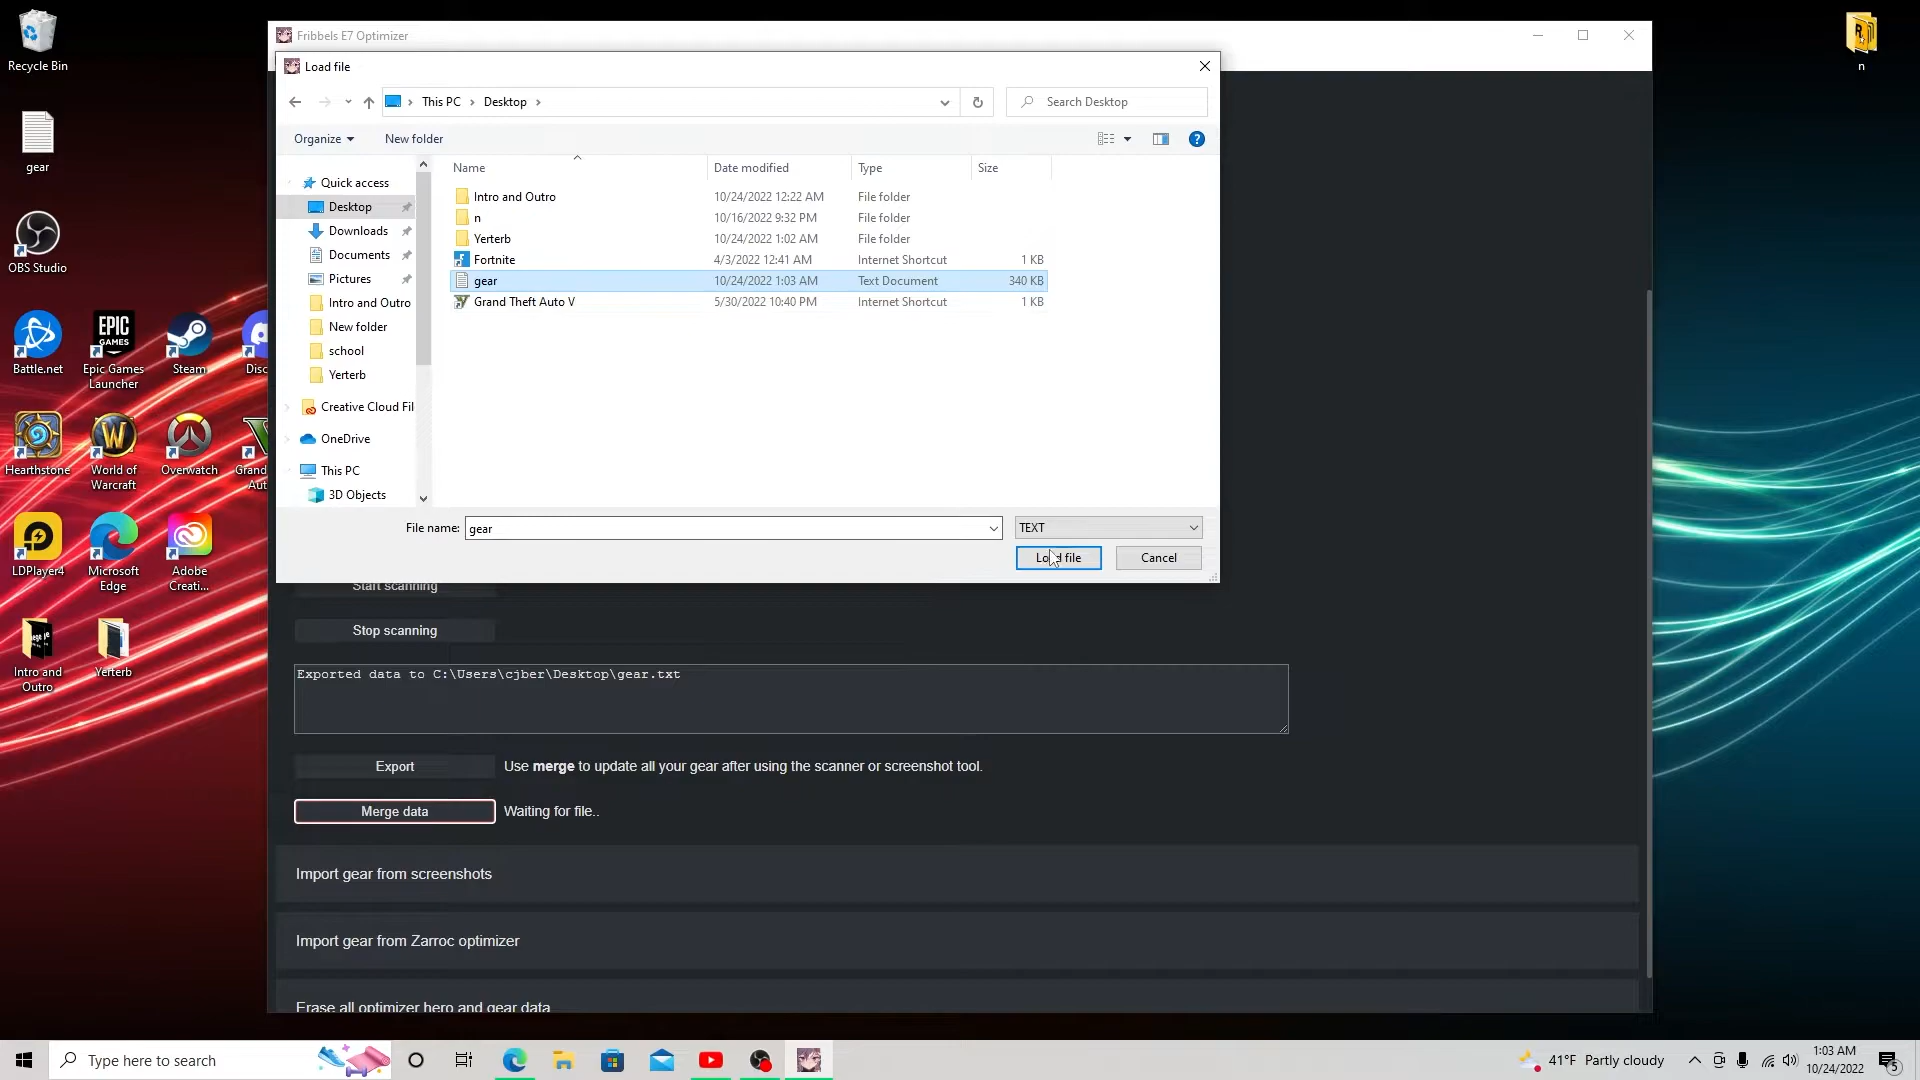 Recycle Bin
gear
OBS Studio
Battle.net
Epic Games
Launcher
Steam
Disc
Hearthstone
World of
Warcraft
Overwatch
Grand
Aut
LDPlayer4
Microsoft
Edge
Adobe
Creati...
Intro and
Outro
Yerterb
n
Fribbels E7 Optimizer
Load file
This PC
Desktop
Search Desktop
Organize
New folder
Name
Date modified
Type
Size
Quick access
Desktop
Downloads
Documents
Pictures
Intro and Outro
New folder
school
Yerterb
Creative Cloud Fil
OneDrive
This PC
3D Objects
Intro and Outro 10/24/2022 12:22 AM File folder
n 10/16/2022 9:32 PM File folder
Yerterb 10/24/2022 1:02 AM File folder
Fortnite 4/3/2022 12:41 AM Internet Shortcut 1 KB
gear 10/24/2022 1:03 AM Text Document 340 KB
Grand Theft Auto V 5/30/2022 10:40 PM Internet Shortcut 1 KB
File name: gear
TEXT
Load file
Cancel
Start scanning
Stop scanning
Exported data to C:\Users\cjber\Desktop\gear.txt
Export
Use merge to update all your gear after using the scanner or screenshot tool.
Merge data
Waiting for file..
Import gear from screenshots
Import gear from Zarroc optimizer
Erase all optimizer hero and gear data
Type here to search
41°F Partly cloudy
1:03 AM
10/24/2022
5